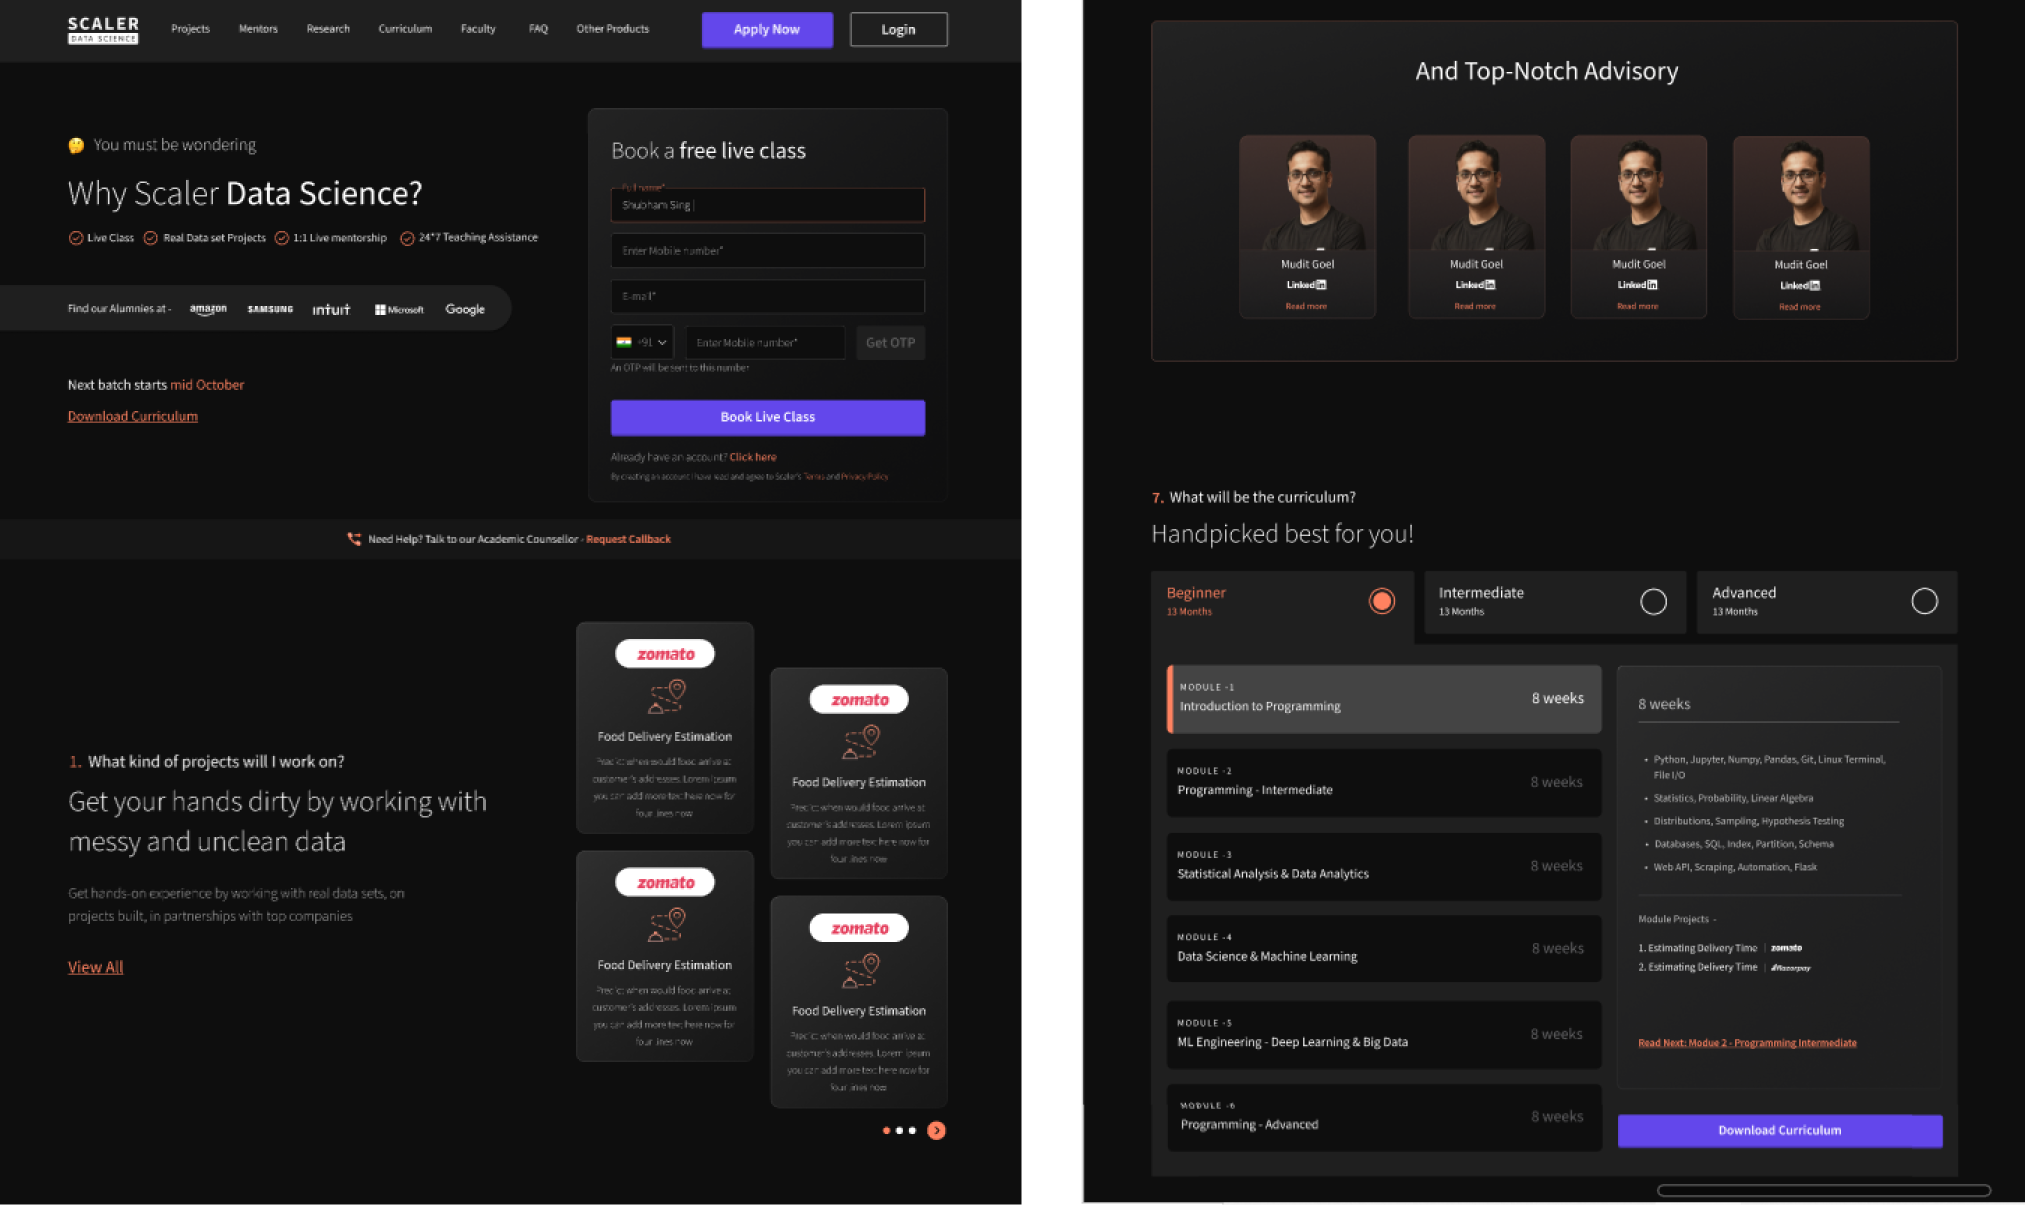 SCALER
DATA SCIENCE
Projects Mentors Research Curriculum Faculty FAQ Other Products Apply Now Login
🤔 You must be wondering
Why Scaler Data Science?
Live Class Real Data set Projects 1:1 Live mentorship 24*7 Teaching Assistance
Find our Alumnies at - amazon SAMSUNG intuit Microsoft Google
Next batch starts mid October
Download Curriculum
Book a free live class
Full name*
Shubham Sing
Enter Mobile number*
E-mail*
+91 Enter Mobile number* Get OTP
An OTP will be sent to this number
Book Live Class
Already have an account? Click here
By creating an account I have read and agree to Scaler's Terms and Privacy Policy
Need Help? Talk to our Academic Counsellor - Request Callback
1. What kind of projects will I work on?
Get your hands dirty by working with
messy and unclean data
Get hands-on experience by working with real data sets, on
projects built, in partnerships with top companies
View All
zomato
Food Delivery Estimation
Predict when would food arrive at
customer's addresses. Lorem ipsum
you can add more text here now for
four lines now
zomato
Food Delivery Estimation
Predict when would food arrive at
customer's addresses. Lorem ipsum
you can add more text here now for
four lines now
zomato
Food Delivery Estimation
Predict when would food arrive at
customer's addresses. Lorem ipsum
you can add more text here now for
four lines now
zomato
Food Delivery Estimation
Predict when would food arrive at
customer's addresses. Lorem ipsum
you can add more text here now for
four lines now
And Top-Notch Advisory
Mudit Goel
LinkedIn
Read more
Mudit Goel
LinkedIn
Read more
Mudit Goel
LinkedIn
Read more
Mudit Goel
LinkedIn
Read more
7. What will be the curriculum?
Handpicked best for you!
Beginner
13 Months
Intermediate
13 Months
Advanced
13 Months
MODULE -1
Introduction to Programming
8 weeks
MODULE -2
Programming - Intermediate
8 weeks
MODULE -3
Statistical Analysis & Data Analytics
8 weeks
MODULE -4
Data Science & Machine Learning
8 weeks
MODULE -5
ML Engineering - Deep Learning & Big Data
8 weeks
MODULE -6
Programming - Advanced
8 weeks
8 weeks
• Python, Jupyter, Numpy, Pandas, Git, Linux Terminal,
File I/O
• Statistics, Probability, Linear Algebra
• Distributions, Sampling, Hypothesis Testing
• Databases, SQL, Index, Partition, Schema
• Web API, Scraping, Automation, Flask
Module Projects -
1. Estimating Delivery Time | zomato
2. Estimating Delivery Time | Razorpay
Read Next: Modue 2 - Programming Intermediate
Download Curriculum